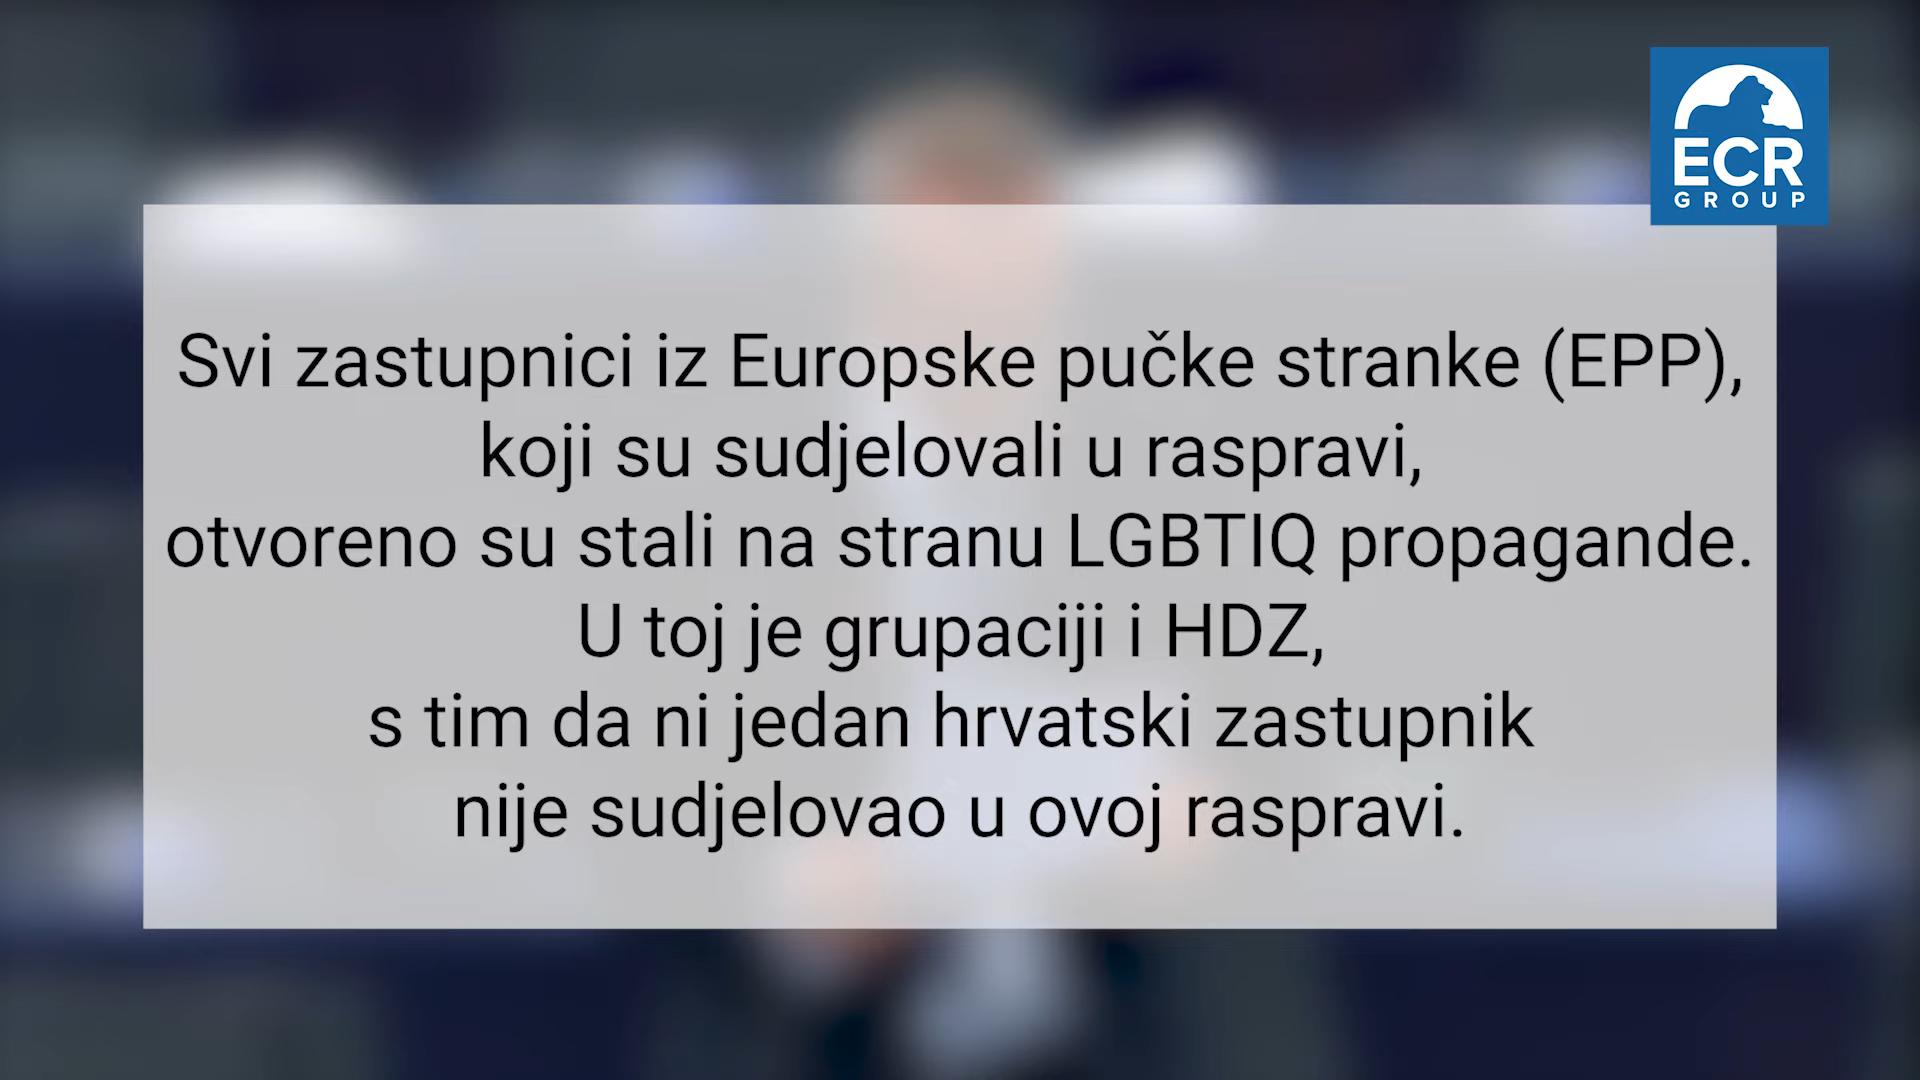 ECR
GROUP
Svi zastupnici iz Europske pučke stranke (EPP),
koji su sudjelovali u raspravi,
otvoreno su stali na stranu LGBTIQ propagande.
U toj je grupaciji i HDZ,
s tim da ni jedan hrvatski zastupnik
nije sudjelovao u ovoj raspravi.